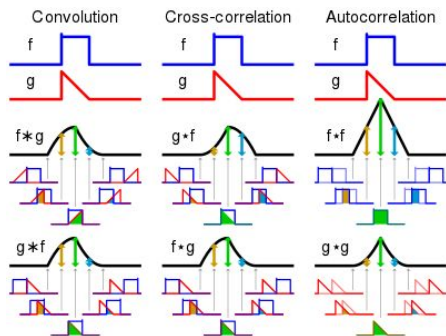 Convolution Cross-correlation Autocorrelation
f f f
g g g
f∗g g⋆f f⋆f
g∗f f⋆g g⋆g